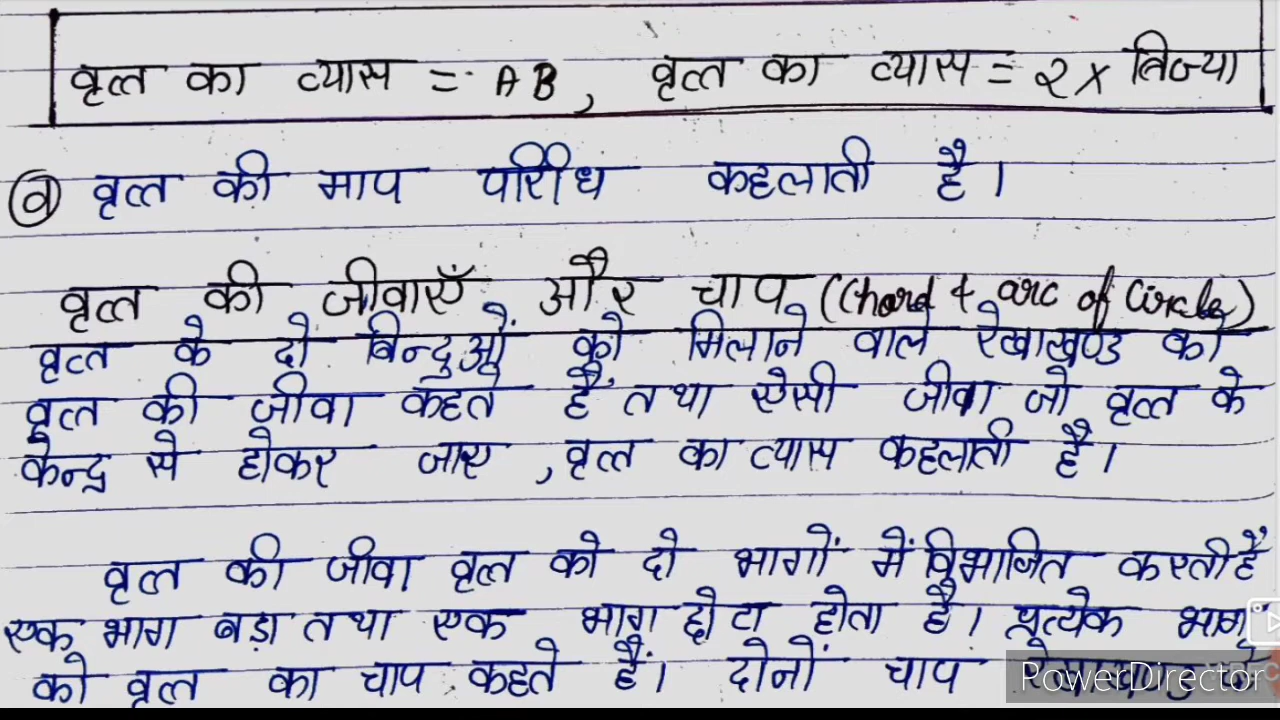 वृत्त का व्यास = AB, वृत्त का व्यास = २ × त्रिज्या
व वृत्त की माप परिधि कहलाती है।
वृत्त की जीवाएँ और चाप (Chord & arc of Circle)
वृत्त के दो बिन्दुओं को मिलाने वाले रेखाखण्ड को
वृत्त की जीवा कहते हैं, तथा ऐसी जीवा जो वृत्त के
केन्द्र से होकर जाए, वृत्त का व्यास कहलाती है।
वृत्त की जीवा वृत्त को दो भागों में विभाजित करती है
एक भाग बड़ा तथा एक भाग छोटा होता है। प्रत्येक भाग
को वृत्त का चाप कहते हैं। दोनों चाप
PowerDirector